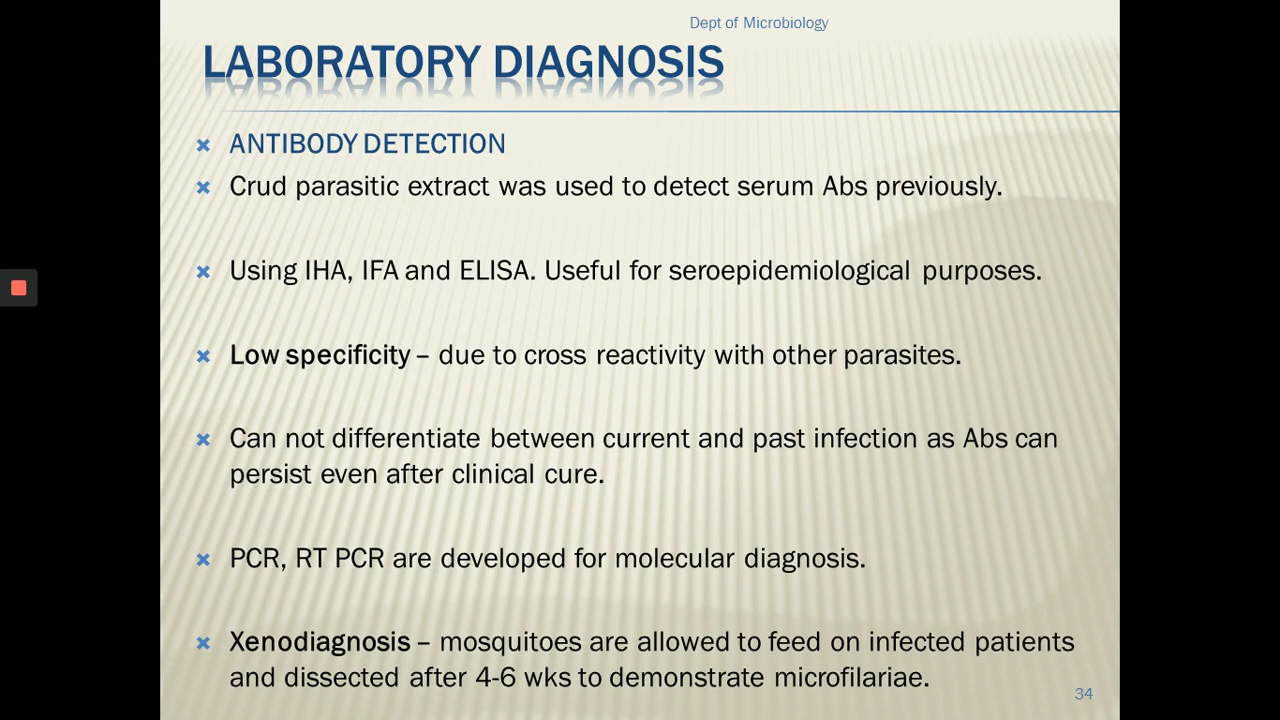 Dept of Microbiology
LABORATORY DIAGNOSIS
ANTIBODY DETECTION
Crud parasitic extract was used to detect serum Abs previously.
Using IHA, IFA and ELISA. Useful for seroepidemiological purposes.
Low specificity – due to cross reactivity with other parasites.
Can not differentiate between current and past infection as Abs can
persist even after clinical cure.
PCR, RT PCR are developed for molecular diagnosis.
Xenodiagnosis – mosquitoes are allowed to feed on infected patients
and dissected after 4-6 wks to demonstrate microfilariae.
34